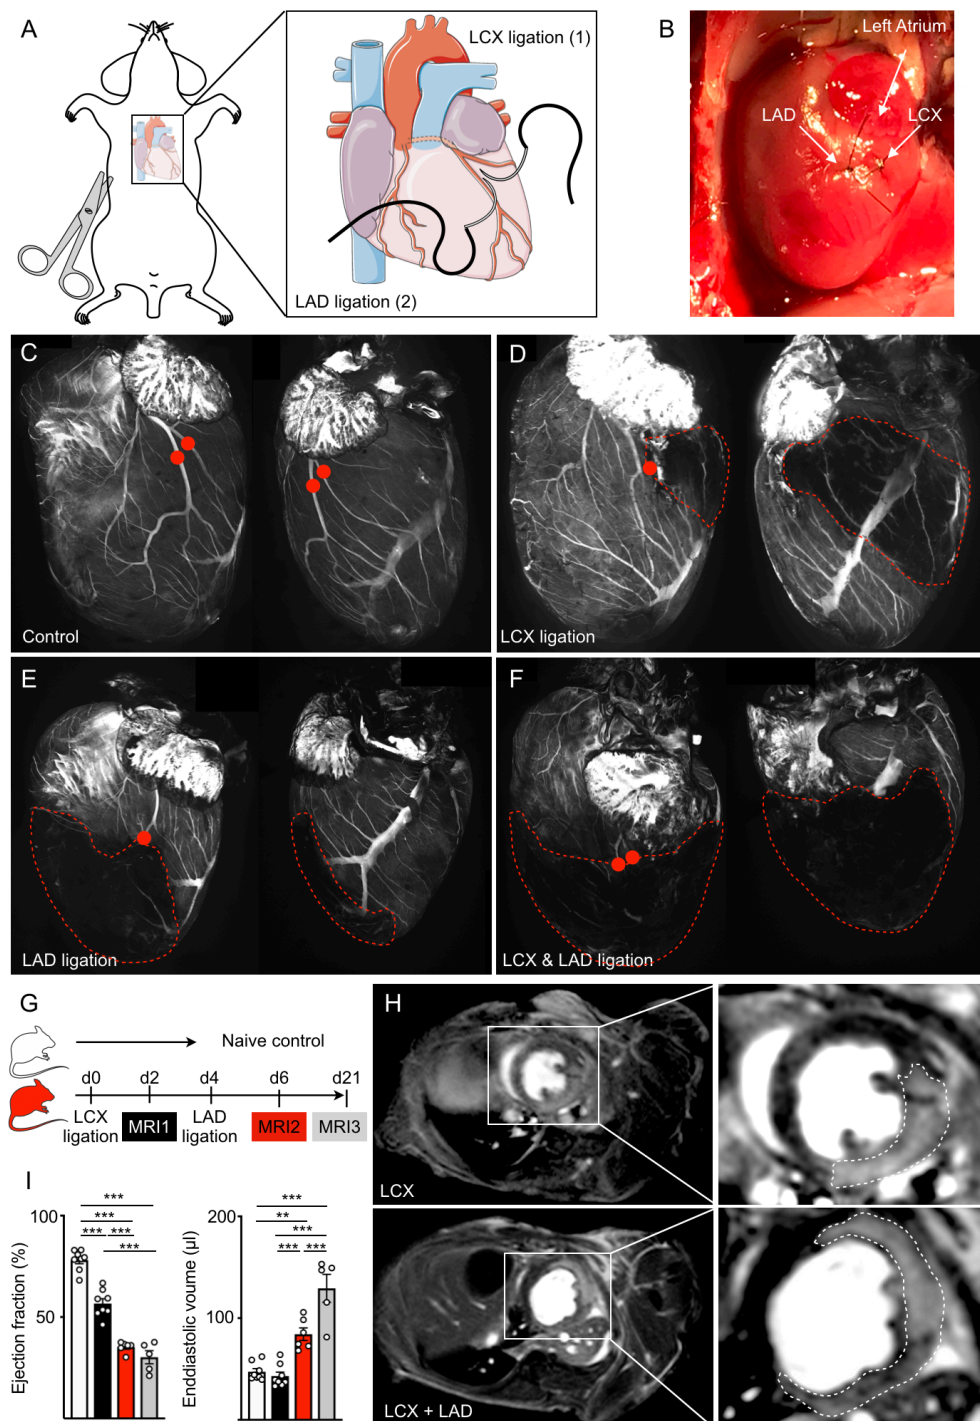 A
LCX ligation (1)
LAD ligation (2)
B
Left Atrium
LAD
LCX
C
Control
D
LCX ligation
E
LAD ligation
F
LCX & LAD ligation
G
Naive control
d0
d2
d4
d6
d21
LCX
ligation
MRI1
LAD
ligation
MRI2
MRI3
H
LCX
LCX + LAD
I
Ejection fraction (%)
100
50
***
***
*** ***
***
Enddiastolic volume (µl)
200
100
***
**
***
*** ***